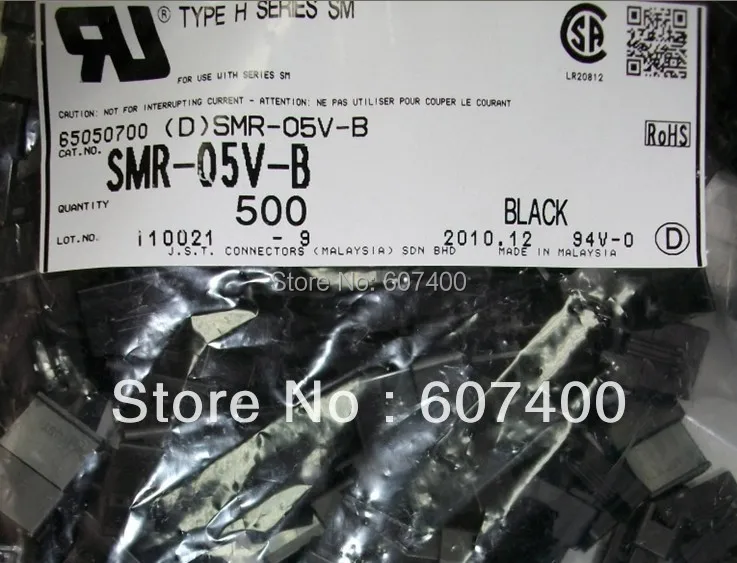 ® TYPE H SERIES SM
FOR USE WITH SERIES SM
LR20812
CAUTION: NOT FOR INTERRUPTING CURRENT - ATTENTION: NE PAS UTILISER POUR COUPER LE COURANT
65050700 (D)SMR-05V-B
RoHS
CAT.NO. SMR-05V-B
QUANTITY 500 BLACK
LOT.NO. i10021 -9 2010.12 94V-0 D
J.S.T. CONNECTORS (MALAYSIA) SDN BHD MADE IN MALAYSIA
Store No: 607400
Store No : 607400